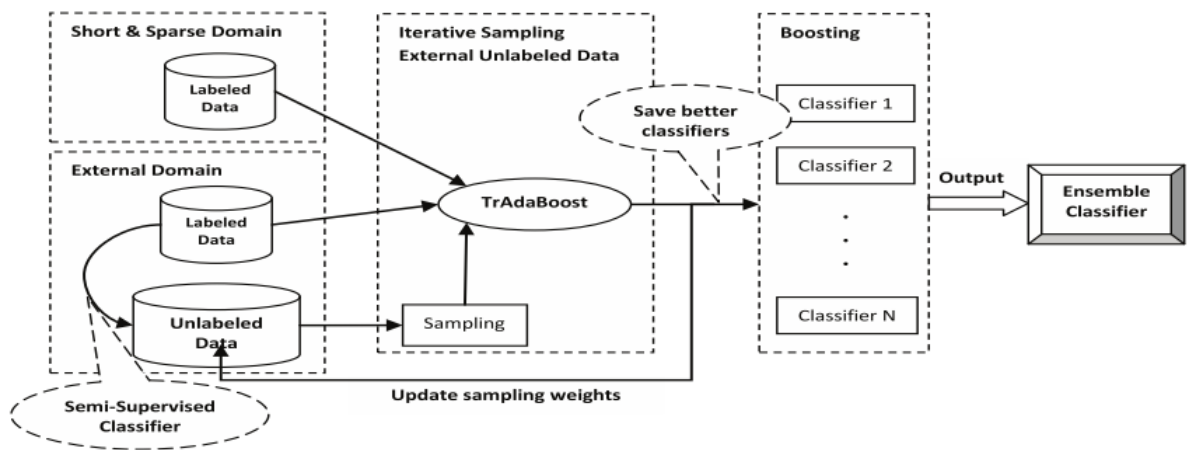 Short & Sparse Domain
Labeled
Data
External Domain
Labeled
Data
Unlabeled
Data
Semi-Supervised
Classifier
Iterative Sampling
External Unlabeled Data
TrAdaBoost
Sampling
Update sampling weights
Save better
classifiers
Boosting
Classifier 1
Classifier 2
Classifier N
Output
Ensemble
Classifier